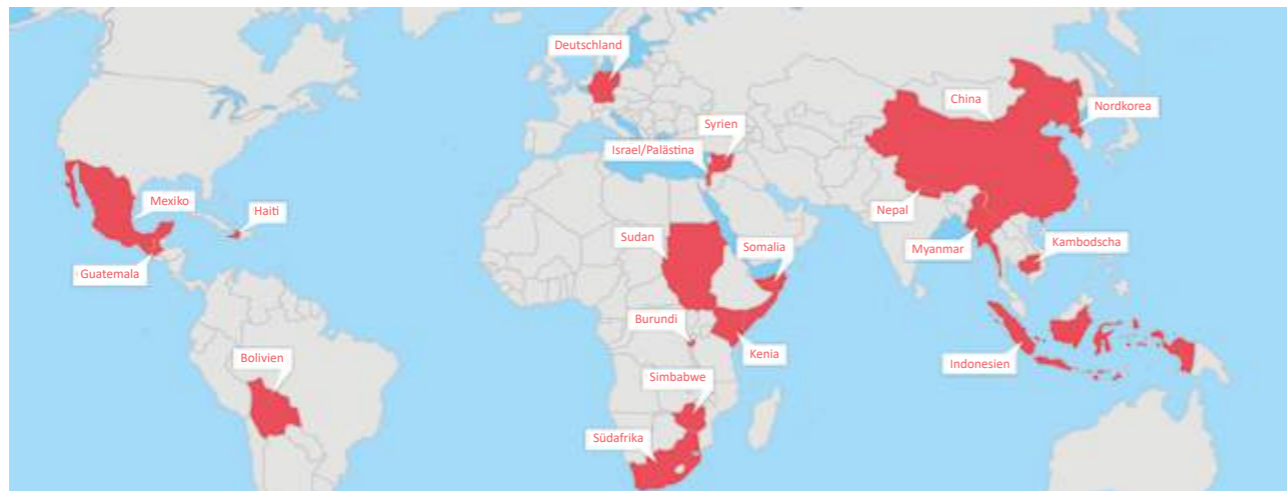 Deutschland
China
Nordkorea
Syrien
Israel/Palästina
Mexiko
Haiti
Nepal
Sudan
Somalia
Myanmar
Kambodscha
Guatemala
Burundi
Kenia
Bolivien
Indonesien
Simbabwe
Südafrika